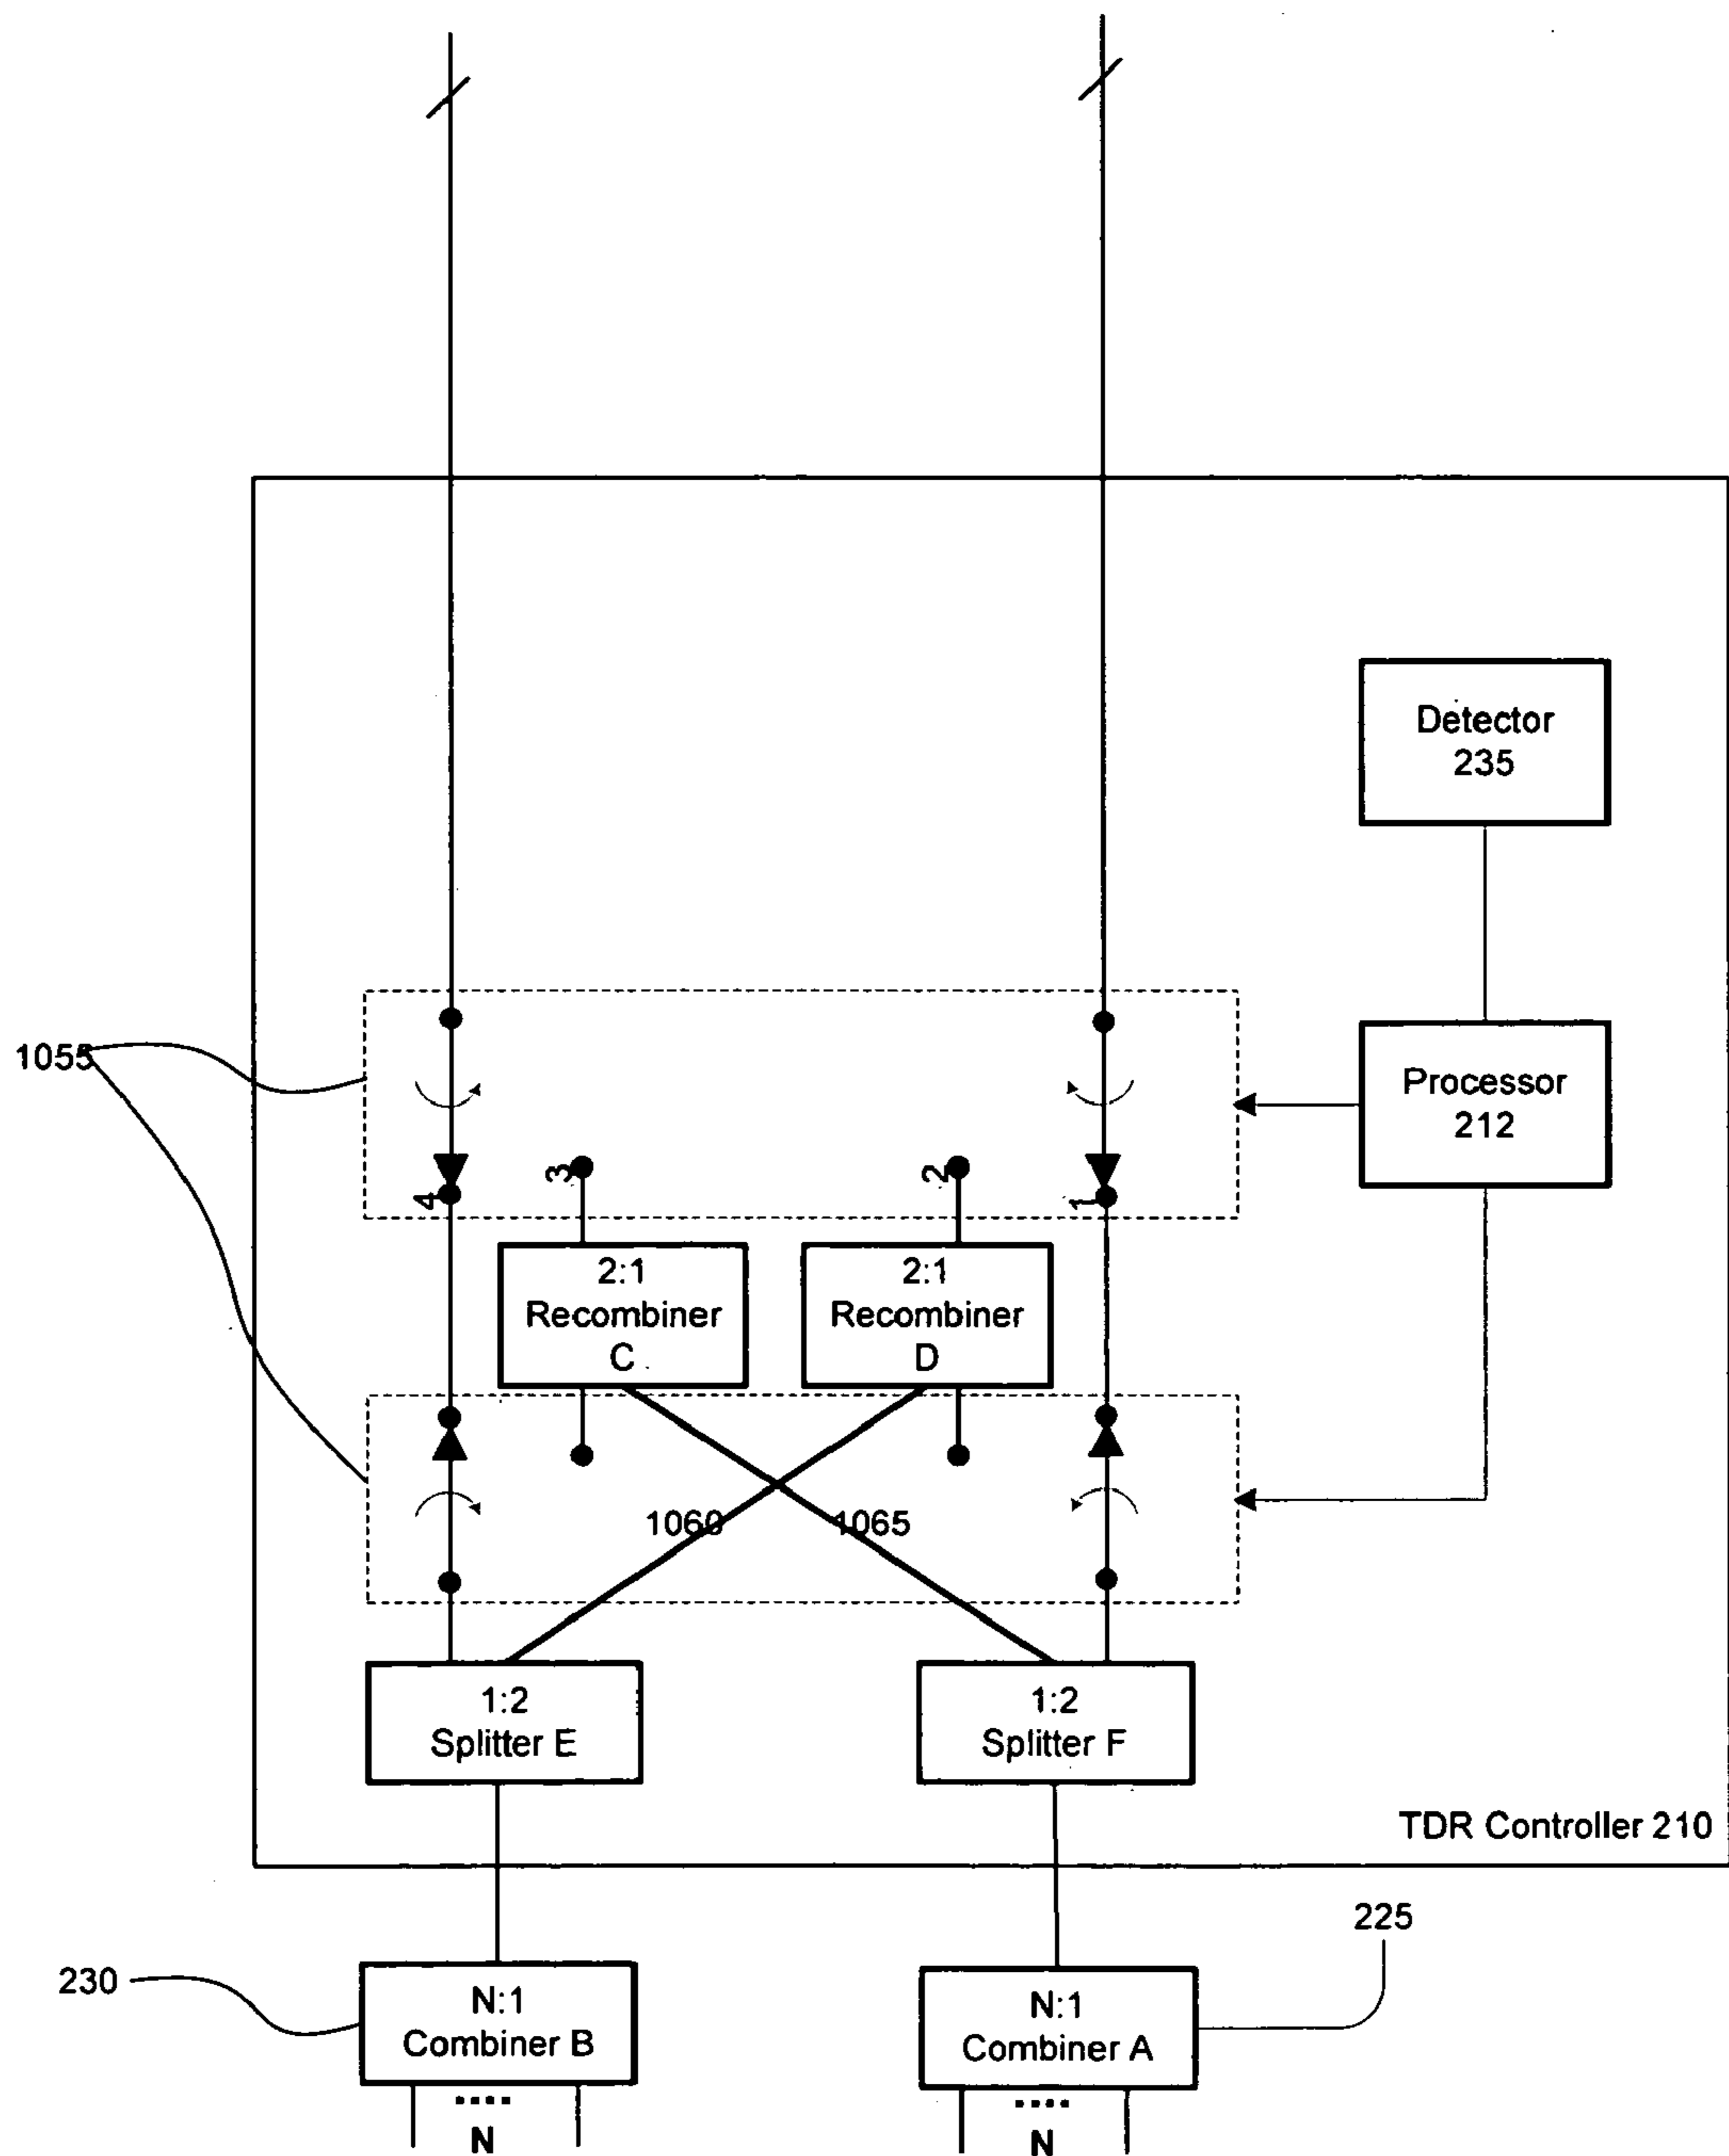 Detector
235
1055
Processor
212
4
3
2
1
2:1
Recombiner
C
2:1
Recombiner
D
1060
1065
1:2
Splitter E
1:2
Splitter F
TDR Controller 210
225
230
N:1
Combiner B
N:1
Combiner A
....
N
....
N